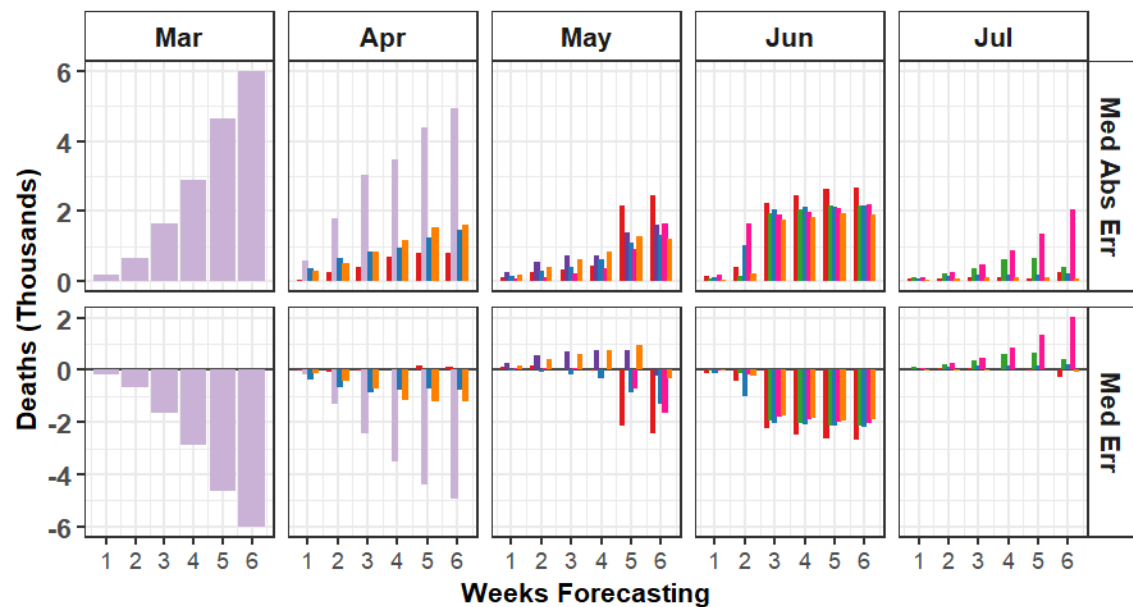 Mar Apr May Jun Jul
6
4
2
0
Med Abs Err
2
0
-2
-4
-6
Med Err
Deaths (Thousands)
1 2 3 4 5 6 1 2 3 4 5 6 1 2 3 4 5 6 1 2 3 4 5 6 1 2 3 4 5 6
Weeks Forecasting